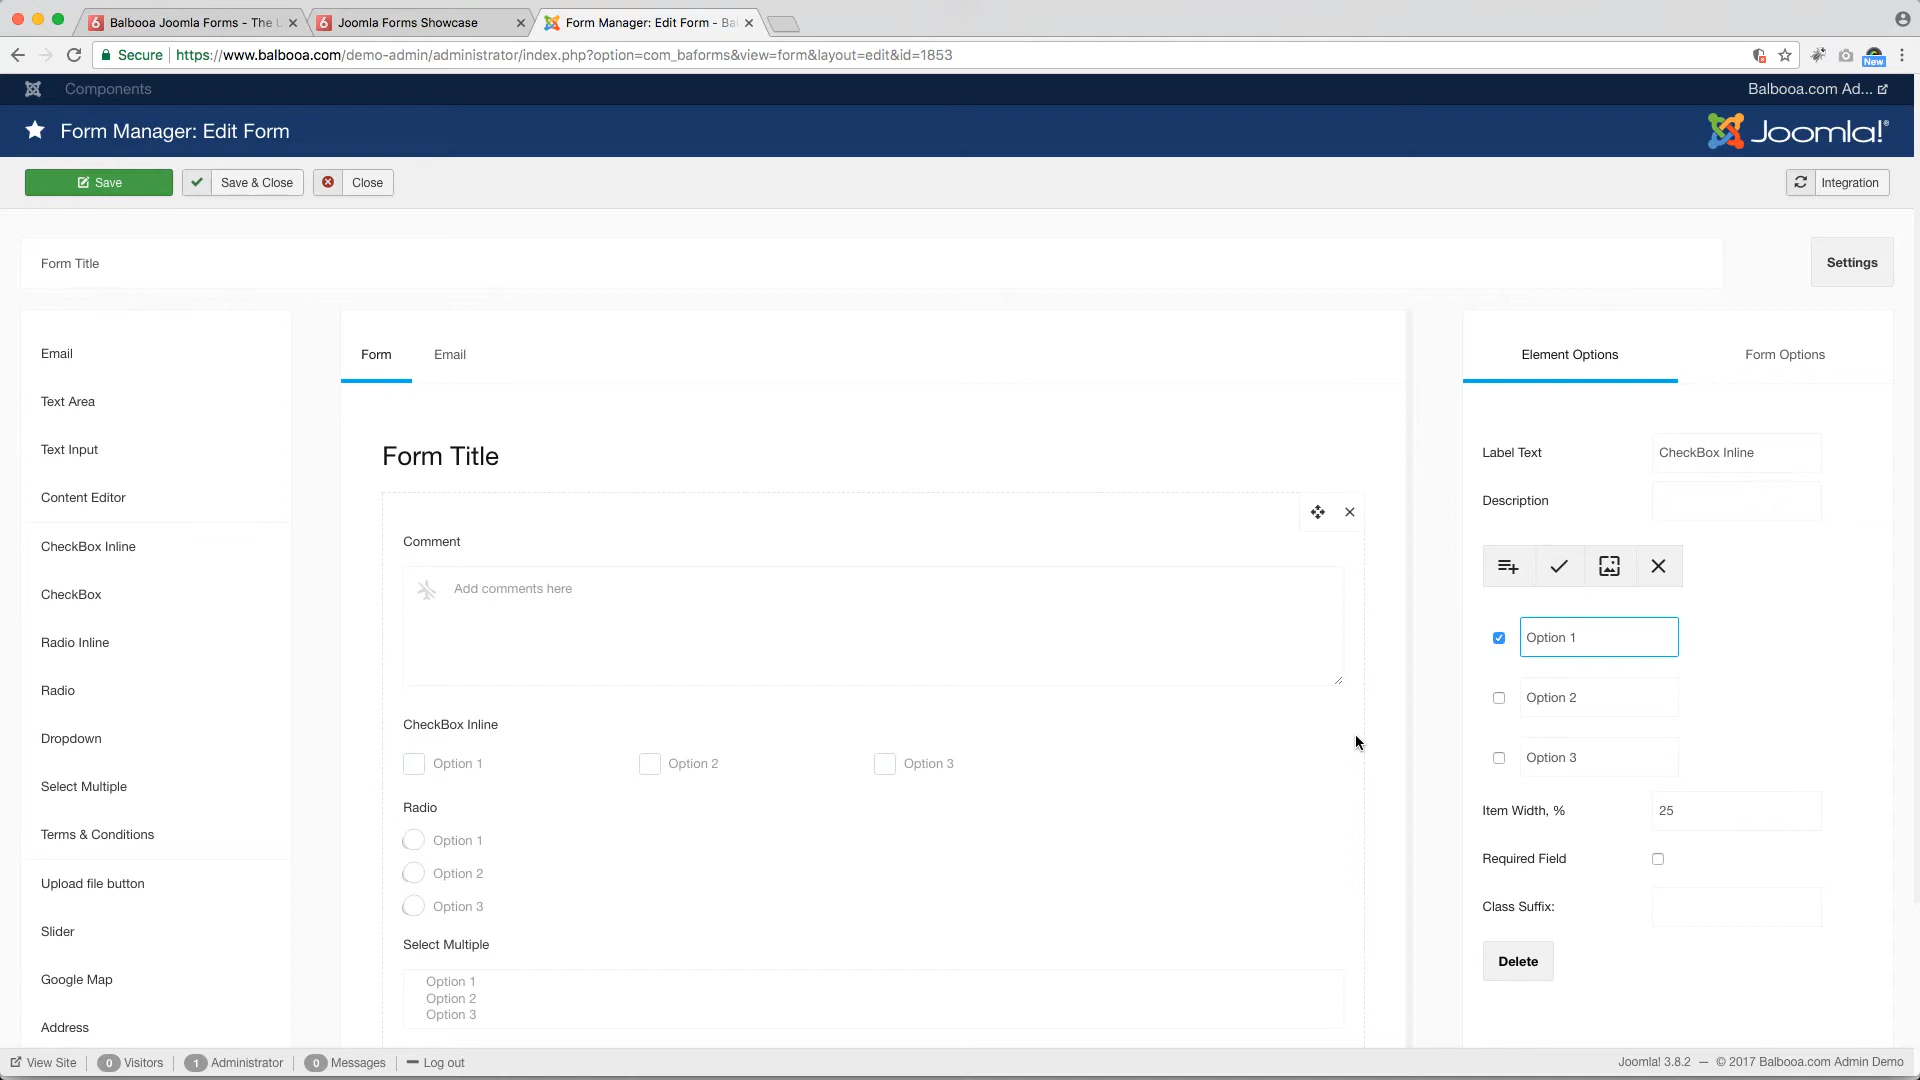 Balbooa Joomla Forms - The U
Joomla Forms Showcase
Form Manager: Edit Form - Ba
Secure
https://www.balbooa.com/demo-admin/administrator/index.php?option=com_baforms&view=form&layout=edit&id=1853
New
Components
Balbooa.com Ad...
Form Manager: Edit Form
Joomla!®
Save
Save & Close
Close
Integration
Form Title
Settings
Email
Text Area
Text Input
Content Editor
CheckBox Inline
CheckBox
Radio Inline
Radio
Dropdown
Select Multiple
Terms & Conditions
Upload file button
Slider
Google Map
Address
Form
Email
Form Title
Comment
Add comments here
CheckBox Inline
Option 1
Option 2
Option 3
Radio
Option 1
Option 2
Option 3
Select Multiple
Option 1
Option 2
Option 3
Element Options
Form Options
Label Text
CheckBox Inline
Description
Option 1
Option 2
Option 3
Item Width, %
25
Required Field
Class Suffix:
Delete
View Site
0 Visitors
1 Administrator
0 Messages
Log out
Joomla! 3.8.2 — © 2017 Balbooa.com Admin Demo